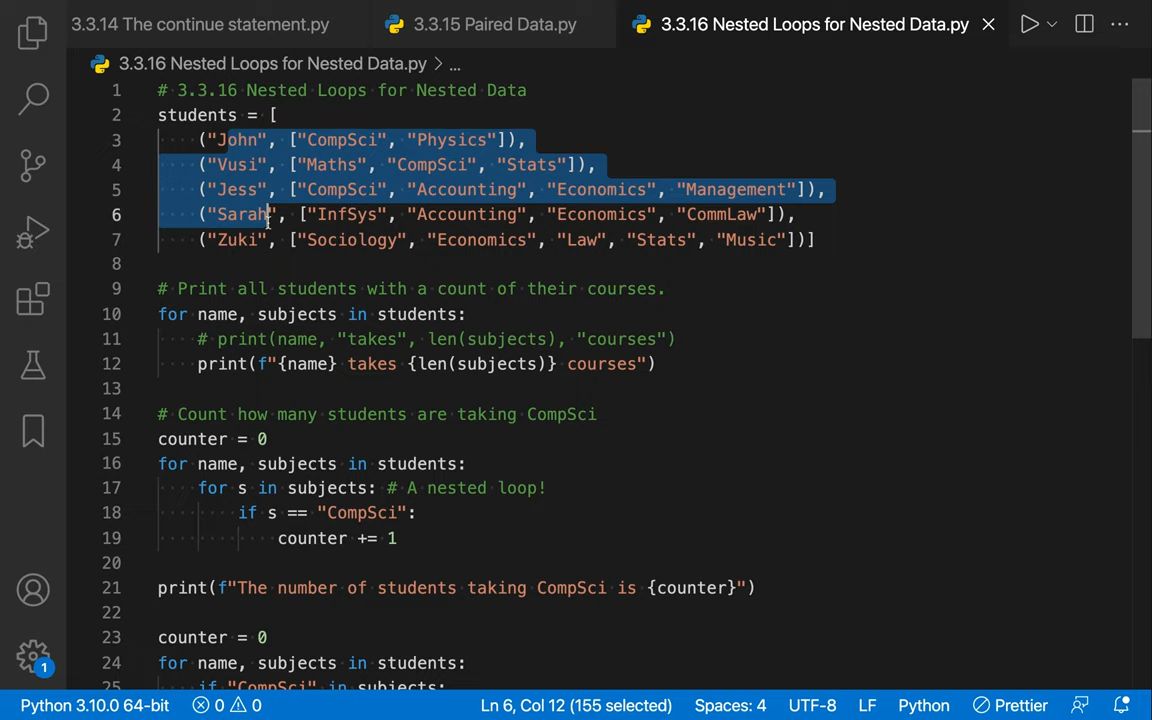 3.3.14 The continue statement.py
3.3.15 Paired Data.py
3.3.16 Nested Loops for Nested Data.py
3.3.16 Nested Loops for Nested Data.py > ...
1 # 3.3.16 Nested Loops for Nested Data
2 students = [
3     ("John", ["CompSci", "Physics"]),
4     ("Vusi", ["Maths", "CompSci", "Stats"]),
5     ("Jess", ["CompSci", "Accounting", "Economics", "Management"]),
6     ("Sarah", ["InfSys", "Accounting", "Economics", "CommLaw"]),
7     ("Zuki", ["Sociology", "Economics", "Law", "Stats", "Music"])]
8
9 # Print all students with a count of their courses.
10 for name, subjects in students:
11     # print(name, "takes", len(subjects), "courses")
12     print(f"{name} takes {len(subjects)} courses")
13
14 # Count how many students are taking CompSci
15 counter = 0
16 for name, subjects in students:
17     for s in subjects: # A nested loop!
18         if s == "CompSci":
19             counter += 1
20
21 print(f"The number of students taking CompSci is {counter}")
22
23 counter = 0
24 for name, subjects in students:
25     if "CompSci" in subjects:
1
Python 3.10.0 64-bit
0
0
Ln 6, Col 12 (155 selected)
Spaces: 4
UTF-8
LF
Python
Prettier